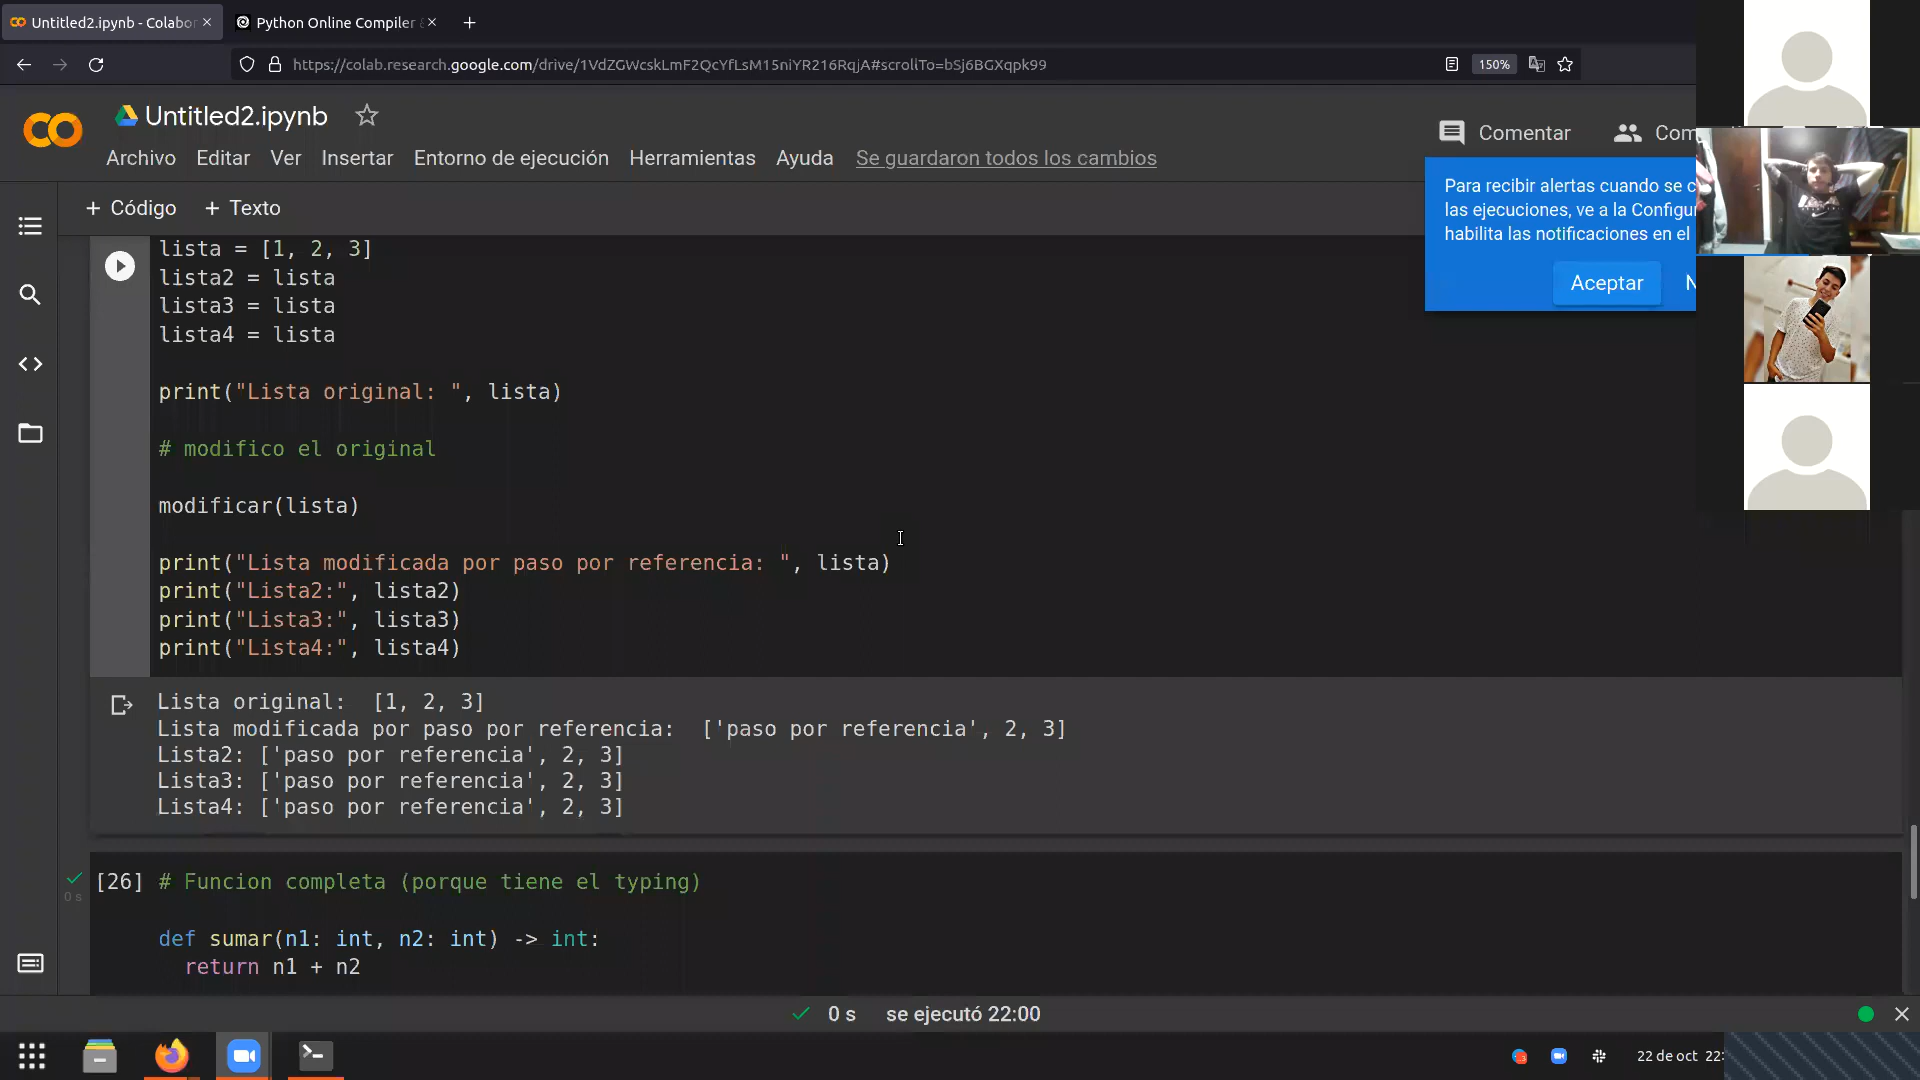 Untitled2.ipynb - Colabo
Python Online Compiler
https://colab.research.google.com/drive/1VdZGWcskLmF2QcYfLsM15niYR216RqjA#scrollTo=bSj6BGXqpk99
150%
Untitled2.ipynb
Comentar
Com
Archivo Editar Ver Insertar Entorno de ejecución Herramientas Ayuda Se guardaron todos los cambios
Para recibir alertas cuando se c
las ejecuciones, ve a la Configu
habilita las notificaciones en el
Aceptar N
+ Código + Texto
lista = [1, 2, 3]
lista2 = lista
lista3 = lista
lista4 = lista
print("Lista original: ", lista)
# modifico el original
modificar(lista)
print("Lista modificada por paso por referencia: ", lista)
print("Lista2:", lista2)
print("Lista3:", lista3)
print("Lista4:", lista4)
Lista original:  [1, 2, 3]
Lista modificada por paso por referencia:  ['paso por referencia', 2, 3]
Lista2: ['paso por referencia', 2, 3]
Lista3: ['paso por referencia', 2, 3]
Lista4: ['paso por referencia', 2, 3]
[26] # Funcion completa (porque tiene el typing)
0 s
def sumar(n1: int, n2: int) -> int:
return n1 + n2
0 s se ejecutó 22:00
22 de oct 22: